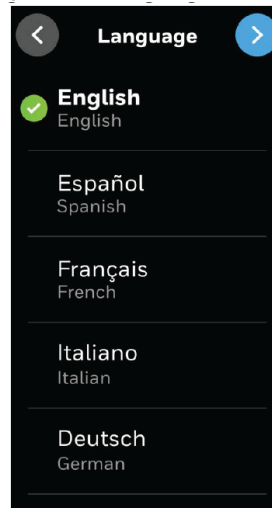 Language
English
English
Español
Spanish
Français
French
Italiano
Italian
Deutsch
German